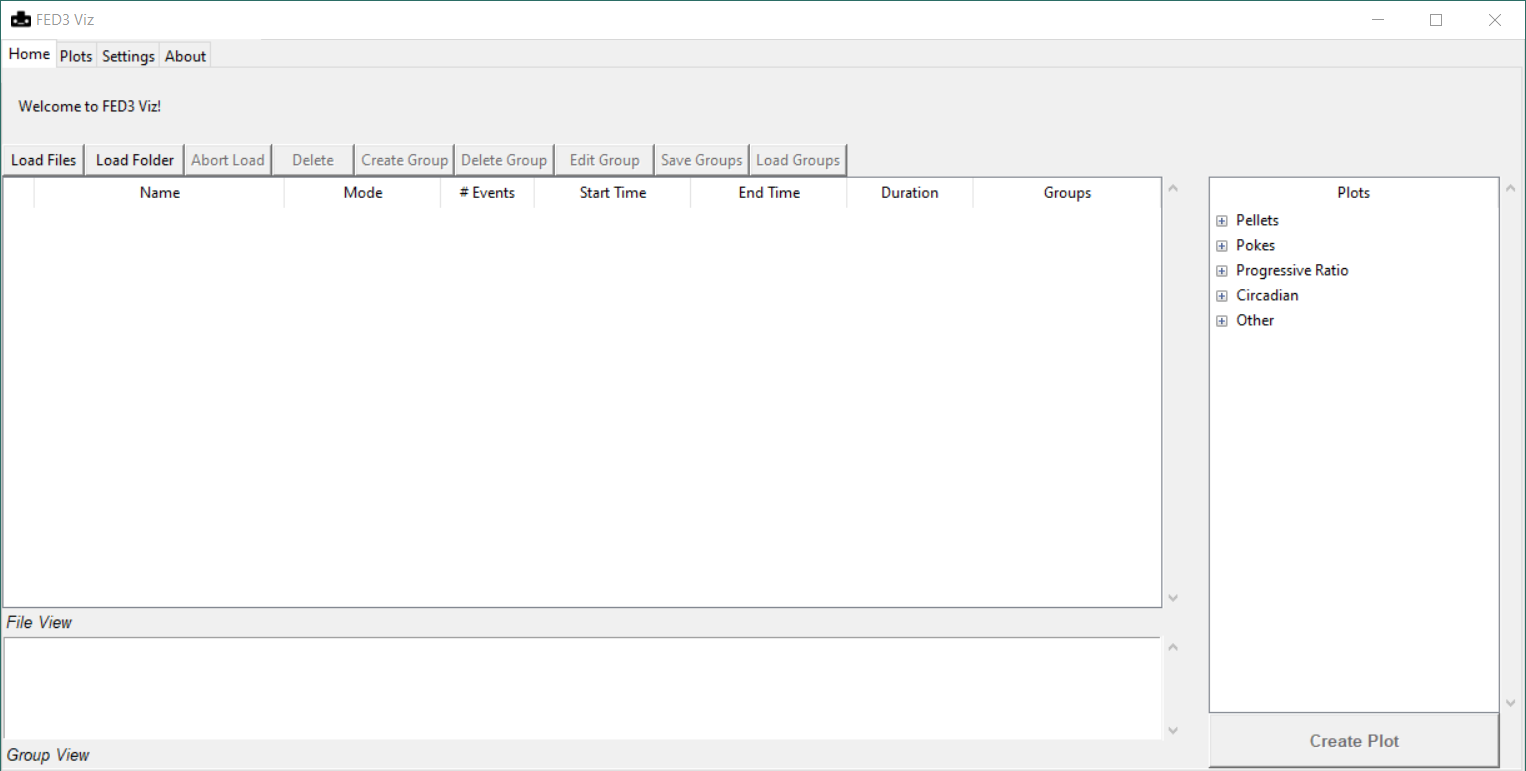 FED3 Viz
Home Plots Settings About
Welcome to FED3 Viz!
Load Files Load Folder Abort Load Delete Create Group Delete Group Edit Group Save Groups Load Groups
Name Mode # Events Start Time End Time Duration Groups
Plots
Pellets
Pokes
Progressive Ratio
Circadian
Other
File View
Group View
Create Plot